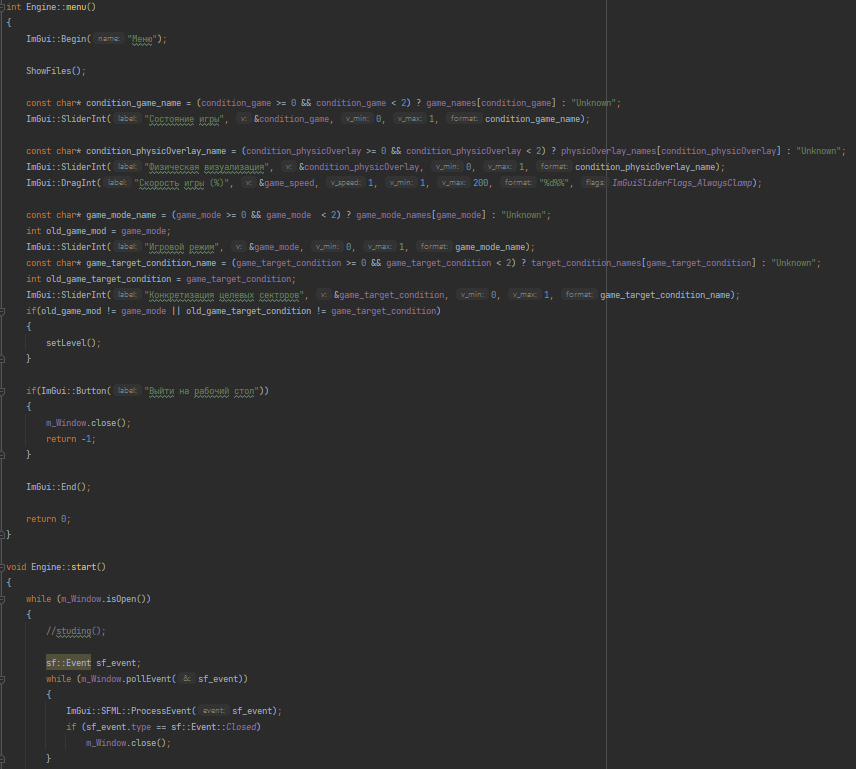 int Engine::menu()
{
ImGui::Begin( name: "Меню");
ShowFiles();
const char* condition_game_name = (condition_game >= 0 && condition_game < 2) ? game_names[condition_game] : "Unknown";
ImGui::SliderInt( label: "Состояние игры", v: &condition_game, v_min: 0, v_max: 1, format: condition_game_name);
const char* condition_physicOverlay_name = (condition_physicOverlay >= 0 && condition_physicOverlay < 2) ? physicOverlay_names[condition_physicOverlay] : "Unknown";
ImGui::SliderInt( label: "Физическая визуализация", v: &condition_physicOverlay, v_min: 0, v_max: 1, format: condition_physicOverlay_name);
ImGui::DragInt( label: "Скорость игры (%)", v: &game_speed, v_speed: 1, v_min: 1, v_max: 200, format: "%d%%", flags: ImGuiSliderFlags_AlwaysClamp);
const char* game_mode_name = (game_mode >= 0 && game_mode  < 2) ? game_mode_names[game_mode] : "Unknown";
int old_game_mod = game_mode;
ImGui::SliderInt( label: "Игровой режим", v: &game_mode, v_min: 0, v_max: 1, format: game_mode_name);
const char* game_target_condition_name = (game_target_condition >= 0 && game_target_condition < 2) ? target_condition_names[game_target_condition] : "Unknown";
int old_game_target_condition = game_target_condition;
ImGui::SliderInt( label: "Конкретизация целевых секторов", v: &game_target_condition, v_min: 0, v_max: 1, format: game_target_condition_name);
if(old_game_mod != game_mode || old_game_target_condition != game_target_condition)
{
setLevel();
}
if(ImGui::Button( label: "Выйти на рабочий стол"))
{
m_Window.close();
return -1;
}
ImGui::End();
return 0;
}
void Engine::start()
{
while (m_Window.isOpen())
{
//studing();
sf::Event sf_event;
while (m_Window.pollEvent( &: sf_event))
{
ImGui::SFML::ProcessEvent( event: sf_event);
if (sf_event.type == sf::Event::Closed)
m_Window.close();
}